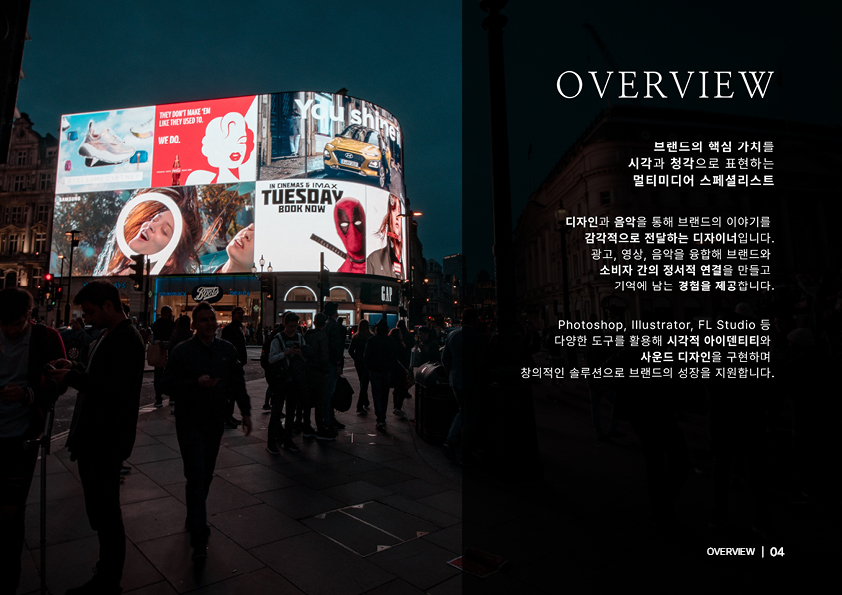 THEY DON'T MAKE 'EM
LIKE THEY USED TO.
WE DO.
You shine
SAMSUNG
IN CINEMAS & IMAX
TUESDAY
BOOK NOW
Boots
GAP
OVERVIEW
브랜드의 핵심 가치를
시각과 청각으로 표현하는
멀티미디어 스페셜리스트
디자인과 음악을 통해 브랜드의 이야기를
감각적으로 전달하는 디자이너입니다.
광고, 영상, 음악을 융합해 브랜드와
소비자 간의 정서적 연결을 만들고
기억에 남는 경험을 제공합니다.
Photoshop, Illustrator, FL Studio 등
다양한 도구를 활용해 시각적 아이덴티티와
사운드 디자인을 구현하며
창의적인 솔루션으로 브랜드의 성장을 지원합니다.
OVERVIEW | 04